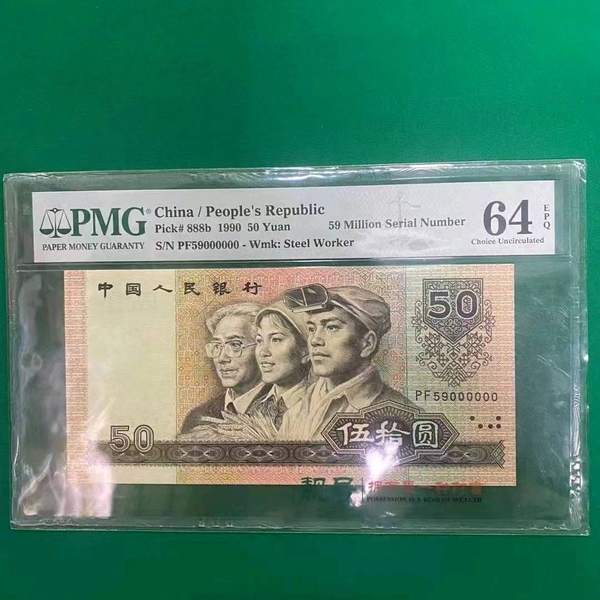 PMG
PAPER MONEY GUARANTY
China / People's Republic
Pick# 888b 1990 50 Yuan
59 Million Serial Number
S/N PF59000000 - Wmk: Steel Worker
64 EPQ
Choice Uncirculated
中国人民银行
50
PF59000000
50
伍拾圆